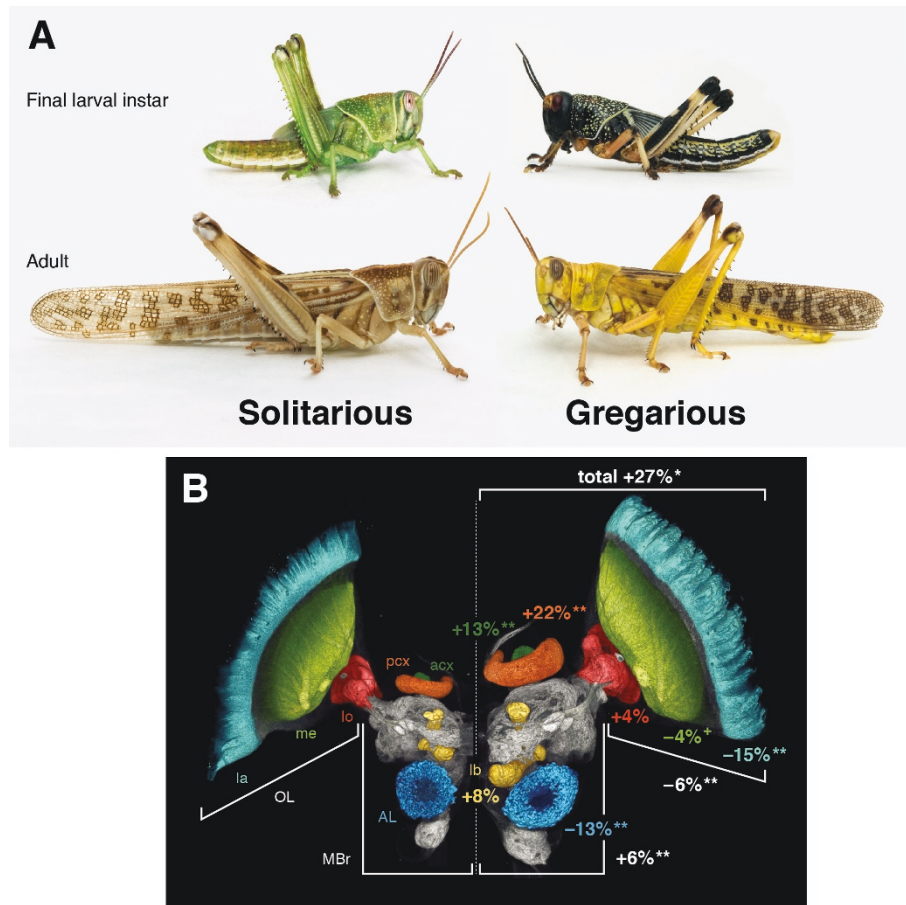 A
Final larval instar
Adult
Solitarious
Gregarious
B
total +27%*
+22%**
+13%**
pcx
acx
lo
me
la
OL
lb
+8%
AL
MBr
+4%
−4%+
−15%**
−6%**
−13%**
+6%**